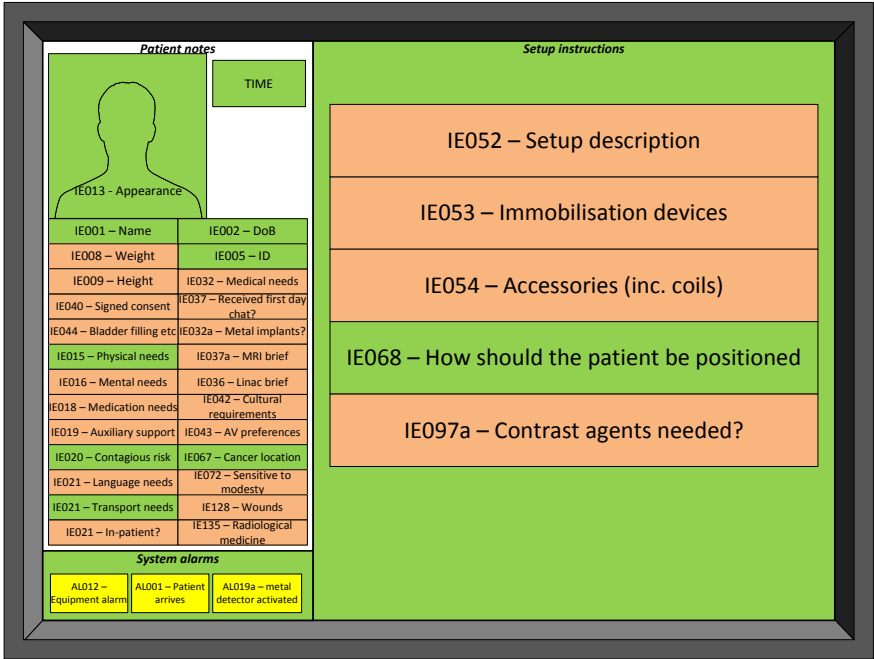 Patient notes
TIME
IE013 - Appearance
IE001 – Name
IE002 – DoB
IE008 – Weight
IE005 – ID
IE009 – Height
IE032 – Medical needs
IE040 – Signed consent
IE037 – Received first day
chat?
IE044 – Bladder filling etc
IE032a – Metal implants?
IE015 – Physical needs
IE037a – MRI brief
IE016 – Mental needs
IE036 – Linac brief
IE018 – Medication needs
IE042 – Cultural
requirements
IE019 – Auxiliary support
IE043 – AV preferences
IE020 – Contagious risk
IE067 – Cancer location
IE021 – Language needs
IE072 – Sensitive to
modesty
IE021 – Transport needs
IE128 – Wounds
IE021 – In-patient?
IE135 – Radiological
medicine
System alarms
AL012 –
Equipment alarm
AL001 – Patient
arrives
AL019a – metal
detector activated
Setup instructions
IE052 – Setup description
IE053 – Immobilisation devices
IE054 – Accessories (inc. coils)
IE068 – How should the patient be positioned
IE097a – Contrast agents needed?